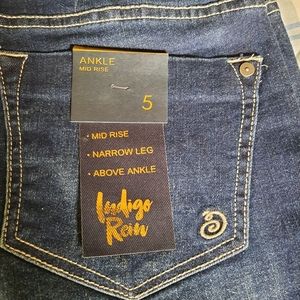 ANKLE
MID RISE
5
• MID RISE
• NARROW LEG
• ABOVE ANKLE
Indigo
Rein